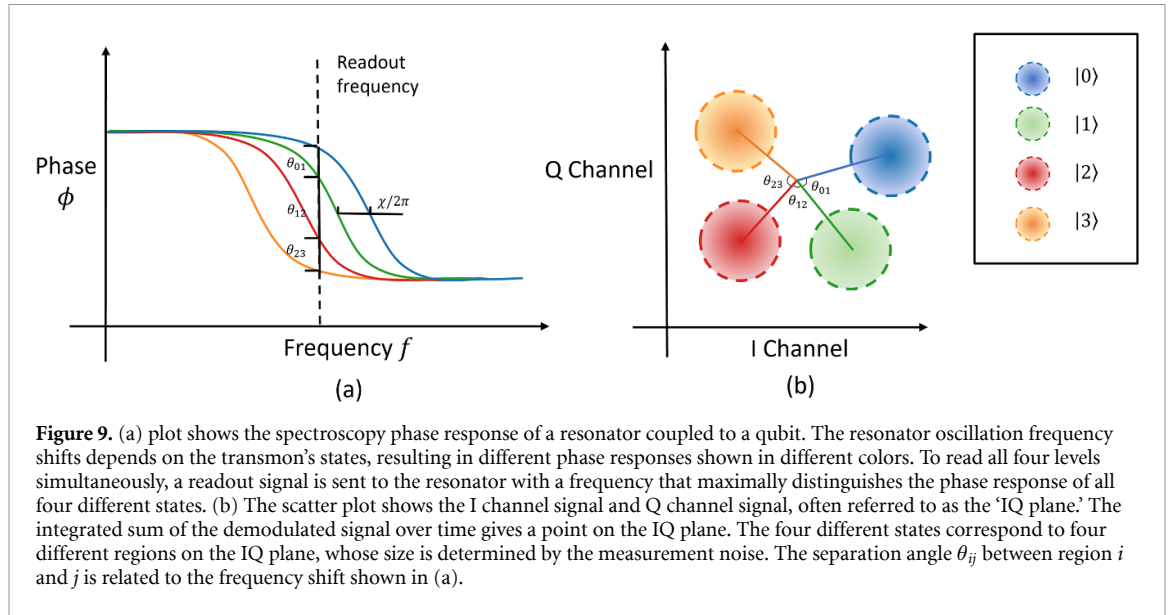 Readout
frequency
Phase
ϕ
θ01
θ12
θ23
χ/2π
Frequency f
(a)
Q Channel
θ23
θ01
θ12
I Channel
(b)
|0⟩
|1⟩
|2⟩
|3⟩
Figure 9. (a) plot shows the spectroscopy phase response of a resonator coupled to a qubit. The resonator oscillation frequency
shifts depends on the transmon's states, resulting in different phase responses shown in different colors. To read all four levels
simultaneously, a readout signal is sent to the resonator with a frequency that maximally distinguishes the phase response of all
four different states. (b) The scatter plot shows the I channel signal and Q channel signal, often referred to as the 'IQ plane.' The
integrated sum of the demodulated signal over time gives a point on the IQ plane. The four different states correspond to four
different regions on the IQ plane, whose size is determined by the measurement noise. The separation angle θij between region i
and j is related to the frequency shift shown in (a).